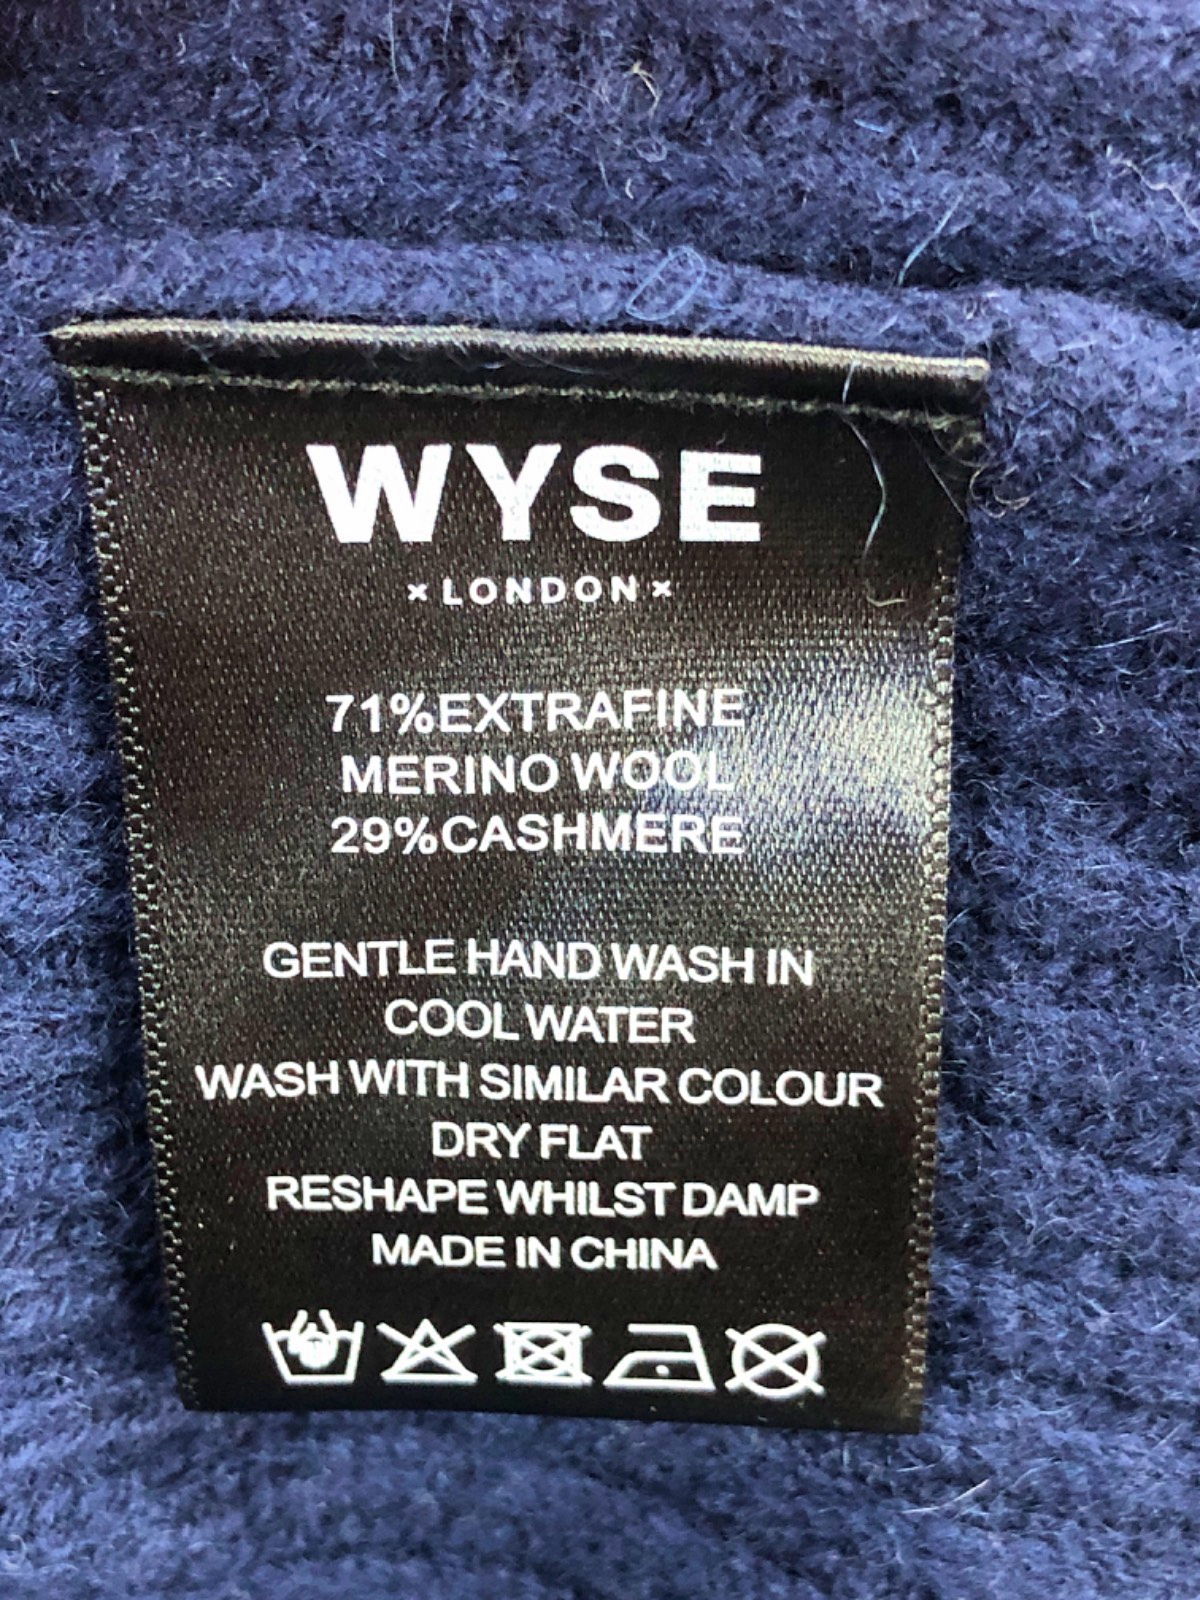 WYSE
×LONDON×
71%EXTRAFINE
MERINO WOOL
29%CASHMERE
GENTLE HAND WASH IN
COOL WATER
WASH WITH SIMILAR COLOUR
DRY FLAT
RESHAPE WHILST DAMP
MADE IN CHINA